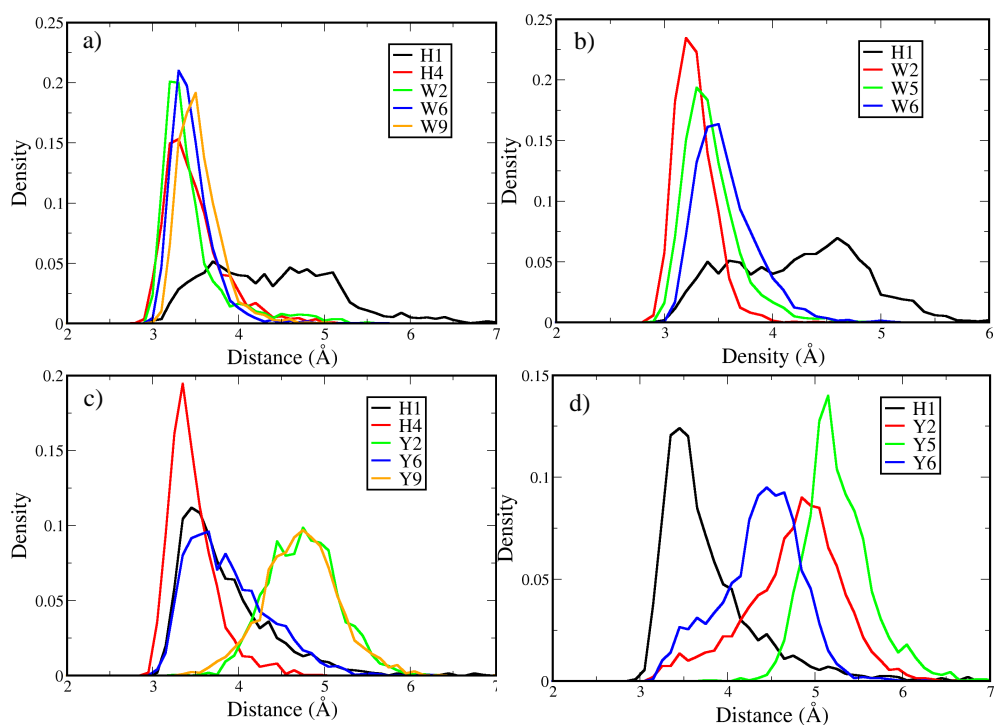 a)
0.25
0.2
0.15
0.1
0.05
0
Density
H1
H4
W2
W6
W9
2 3 4 5 6 7
Distance (Å)
b)
0.25
0.2
0.15
0.1
0.05
0
Density
H1
W2
W5
W6
2 3 4 5 6
Density (Å)
c)
0.2
0.15
0.1
0.05
0
Density
H1
H4
Y2
Y6
Y9
2 3 4 5 6 7
Distance (Å)
d)
0.15
0.1
0.05
0
Density
H1
Y2
Y5
Y6
2 3 4 5 6 7
Distance (Å)